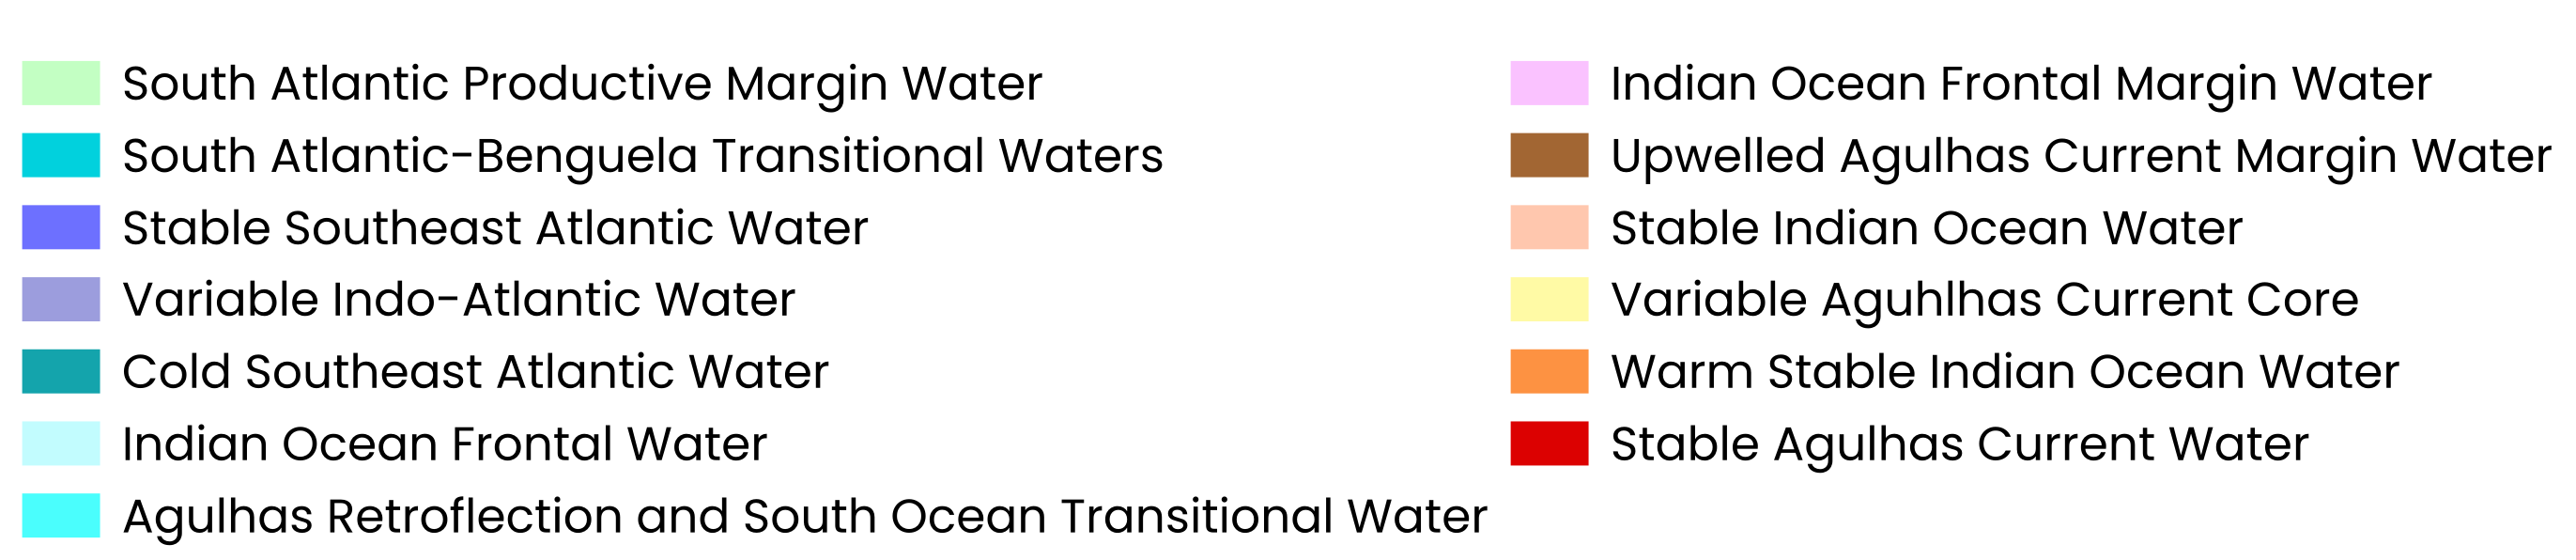 South Atlantic Productive Margin Water
South Atlantic-Benguela Transitional Waters
Stable Southeast Atlantic Water
Variable Indo-Atlantic Water
Cold Southeast Atlantic Water
Indian Ocean Frontal Water
Agulhas Retroflection and South Ocean Transitional Water
Indian Ocean Frontal Margin Water
Upwelled Agulhas Current Margin Water
Stable Indian Ocean Water
Variable Aguhlhas Current Core
Warm Stable Indian Ocean Water
Stable Agulhas Current Water